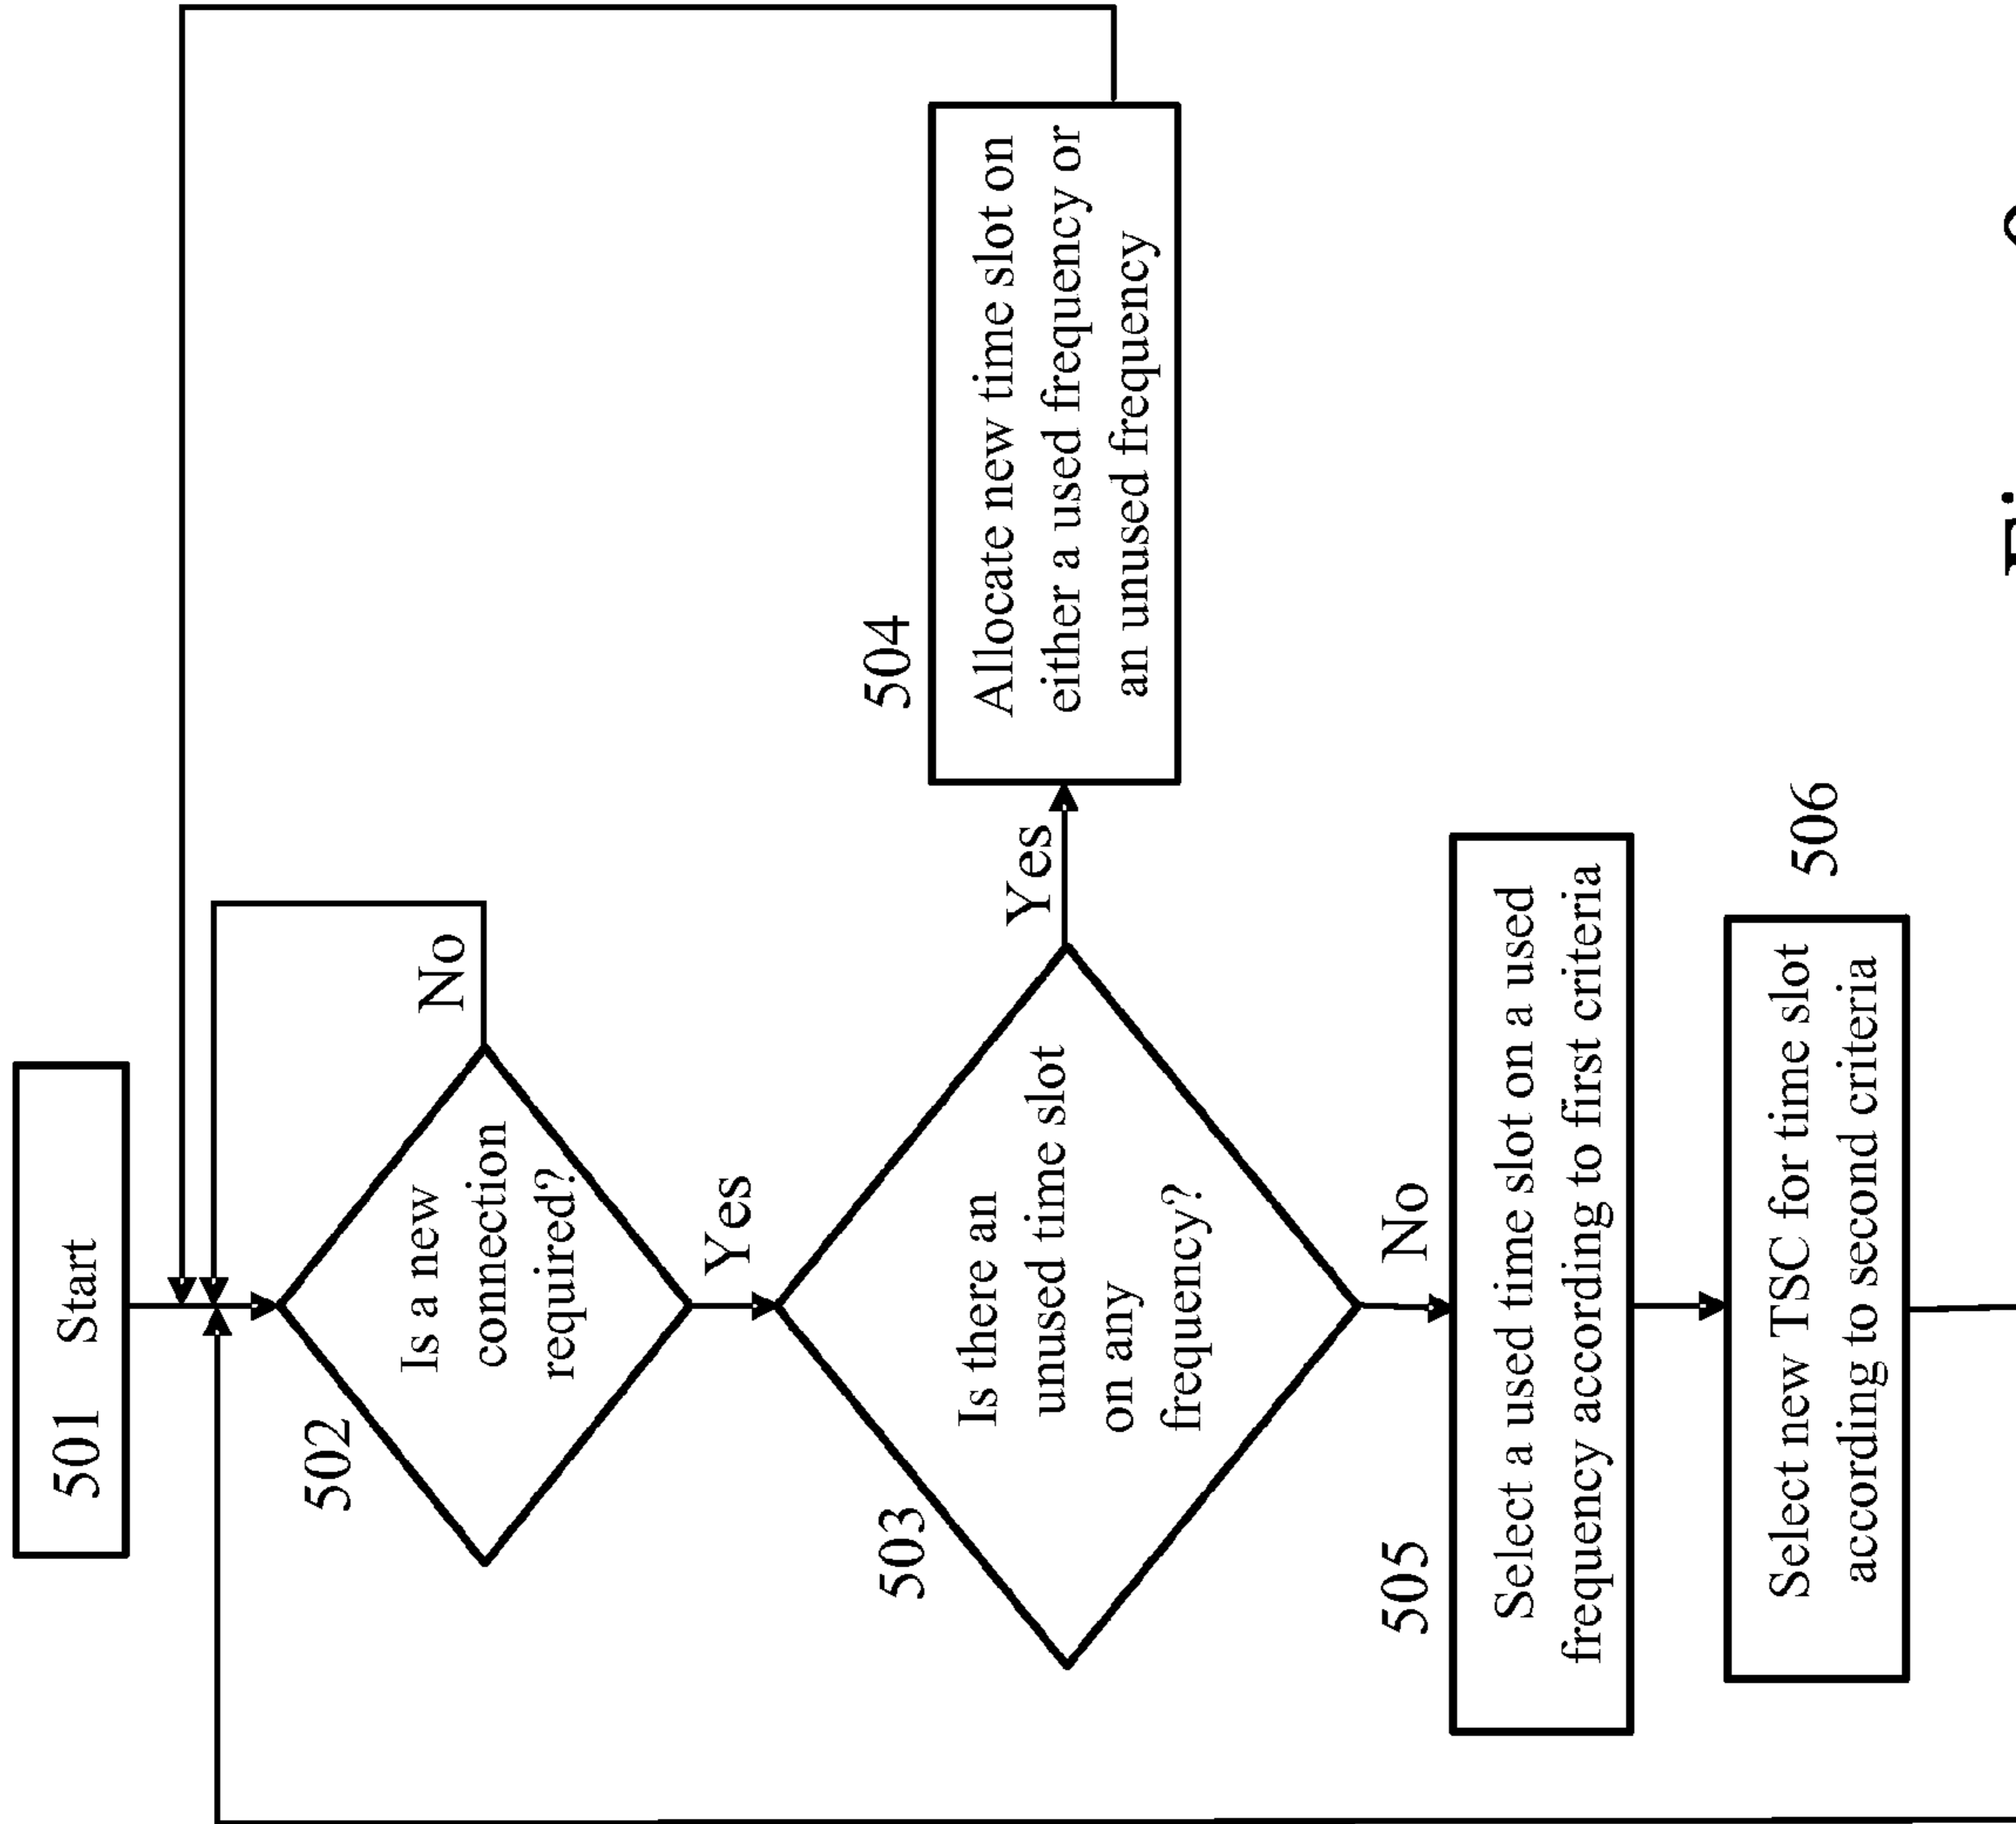 501 Start
502
Is a new
connection
required?
No
Yes
503
Is there an
unused time slot
on any
frequency?
Yes
504
Allocate new time slot on
either a used frequency or
an unused frequency
No
505
Select a used time slot on a used
frequency according to first criteria
506
Select new TSC for time slot
according to second criteria